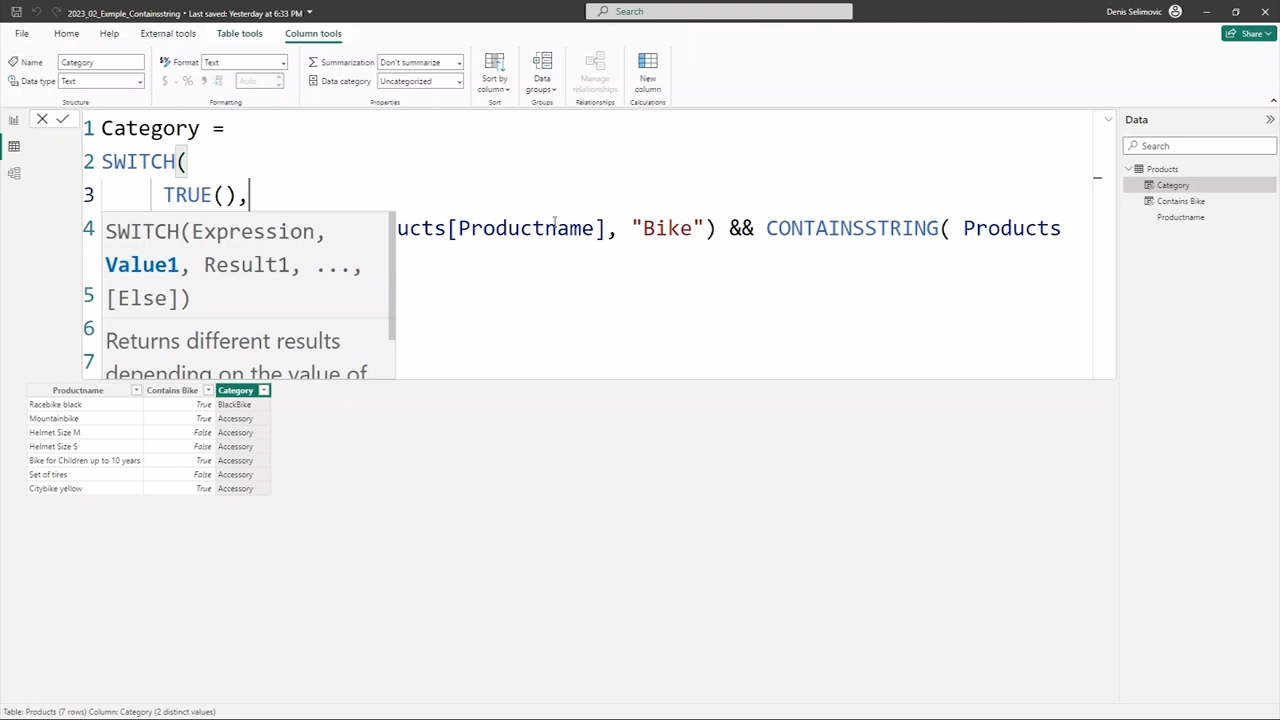 2023_02_Exmple_Containsstring • Last saved: Yesterday at 6:33 PM
Search
Denis Selimovic
File
Home
Help
External tools
Table tools
Column tools
Share
Name
Category
Data type
Text
Structure
Format
Text
$
%
Auto
Formatting
Summarization
Don't summarize
Data category
Uncategorized
Properties
Sort by column
Sort
Data groups
Groups
Manage relationships
Relationships
New column
Calculations
1 Category =
2 SWITCH(
3 TRUE(),
4 ucts[Productname], "Bike") && CONTAINSSTRING( Products
5
6
7
SWITCH(Expression,
Value1, Result1, ...,
[Else])
Returns different results
depending on the value of
Productname Contains Bike Category
Racebike black True BlackBike
Mountainbike True Accessory
Helmet Size M False Accessory
Helmet Size S False Accessory
Bike for Children up to 10 years True Accessory
Set of tires False Accessory
Citybike yellow True Accessory
Data
Search
Products
Category
Contains Bike
Productname
Table: Products (7 rows) Column: Category (2 distinct values)